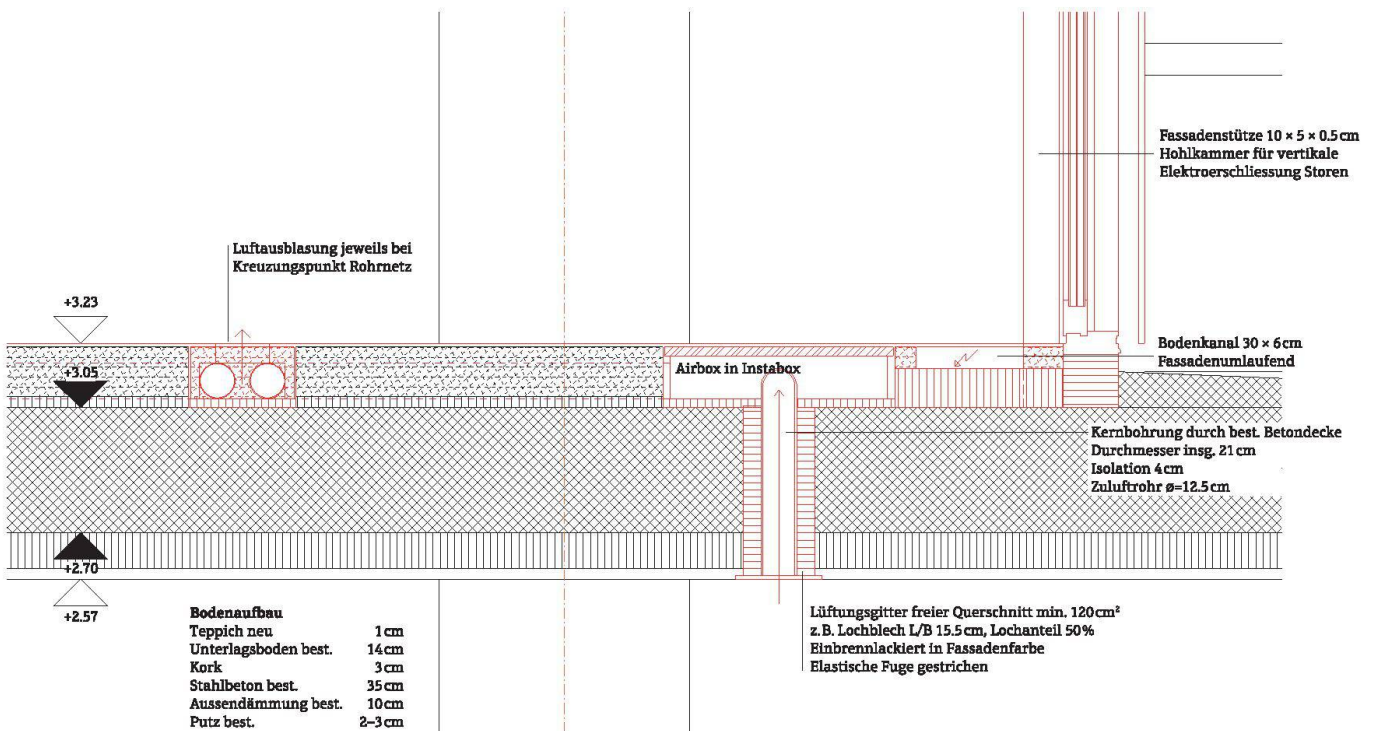 Fassadenstütze 10 × 5 × 0.5 cm
Hohlkammer für vertikale
Elektroerschliessung Storen
Luftausblasung jeweils bei
Kreuzungspunkt Rohrnetz
+3.23
Bodenkanal 30 × 6 cm
Fassadenumlaufend
+3.05
Airbox in Instabox
Kernbohrung durch best. Betondecke
Durchmesser insg. 21 cm
Isolation 4 cm
Zuluftrohr ø=12.5 cm
+2.70
+2.57
Bodenaufbau
Teppich neu 1 cm
Unterlagsboden best. 14 cm
Kork 3 cm
Stahlbeton best. 35 cm
Aussendämmung best. 10 cm
Putz best. 2–3 cm
Lüftungsgitter freier Querschnitt min. 120 cm²
z. B. Lochblech L/B 15.5 cm, Lochanteil 50%
Einbrennlackiert in Fassadenfarbe
Elastische Fuge gestrichen